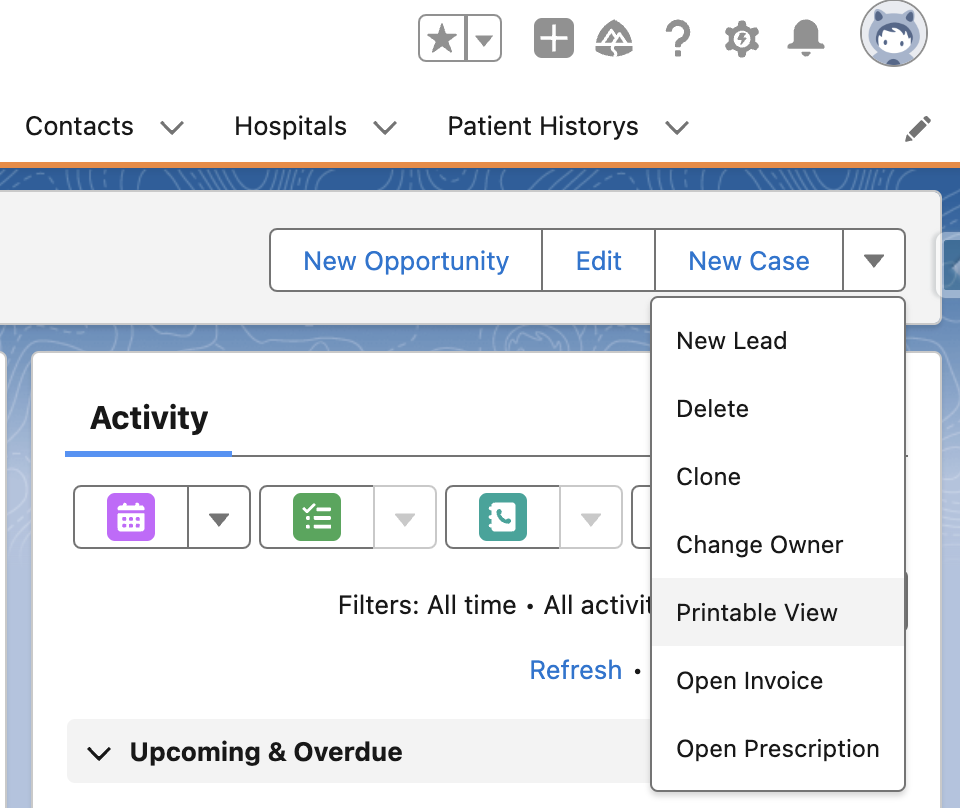 Contacts Hospitals Patient Historys
New Opportunity Edit New Case
New Lead
Delete
Clone
Change Owner
Printable View
Open Invoice
Open Prescription
Activity
Filters: All time • All activit
Refresh •
Upcoming & Overdue